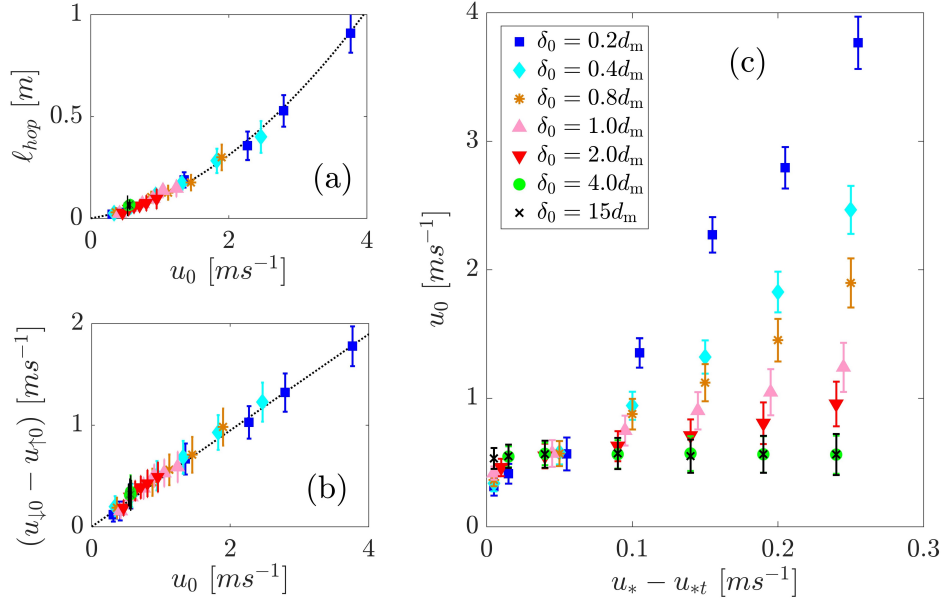 1
0.5
0
ℓ_hop [m]
(a)
0
2
4
u_0 [ms^{-1}]
2
1
0
(u_{↓0} − u_{↑0}) [ms^{-1}]
(b)
0
2
4
u_0 [ms^{-1}]
4
3
2
1
0
u_0 [ms^{-1}]
δ_0 = 0.2d_m
δ_0 = 0.4d_m
δ_0 = 0.8d_m
δ_0 = 1.0d_m
δ_0 = 2.0d_m
δ_0 = 4.0d_m
δ_0 = 15d_m
(c)
0
0.1
0.2
0.3
u_* − u_{*t} [ms^{-1}]